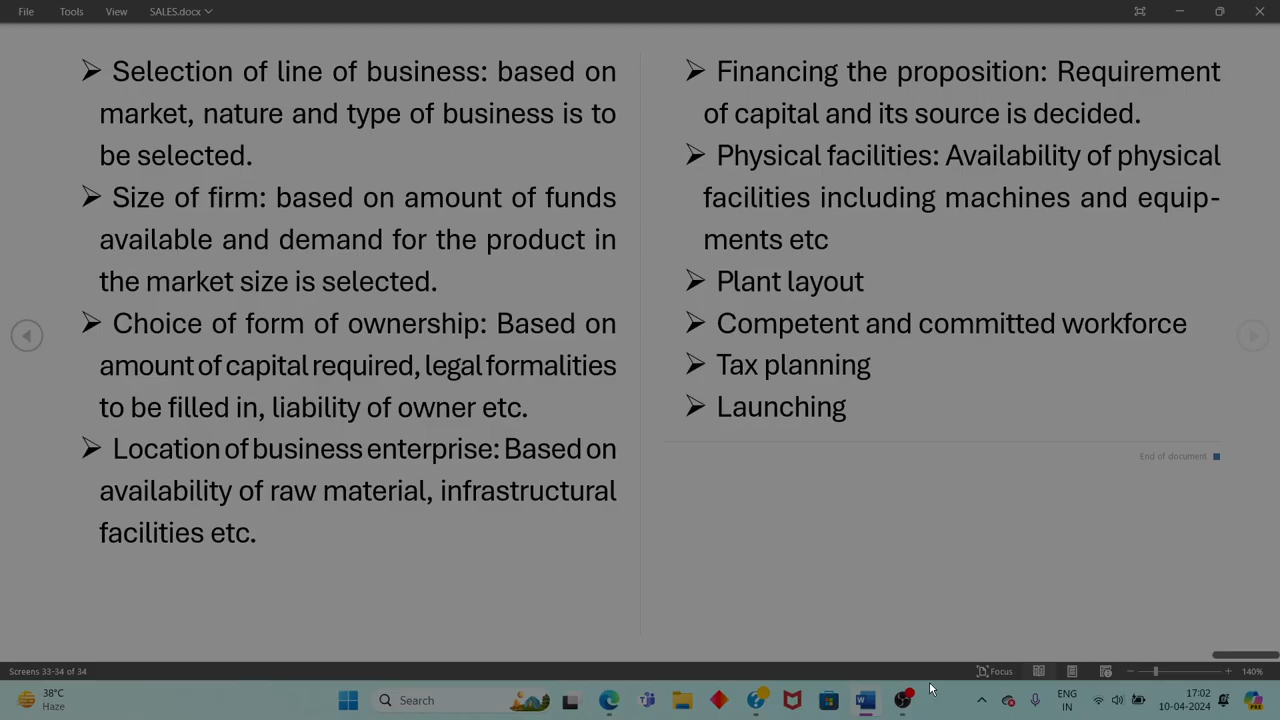 File Tools View SALES.docx
➢ Selection of line of business: based on
market, nature and type of business is to
be selected.
➢ Size of firm: based on amount of funds
available and demand for the product in
the market size is selected.
➢ Choice of form of ownership: Based on
amount of capital required, legal formalities
to be filled in, liability of owner etc.
➢ Location of business enterprise: Based on
availability of raw material, infrastructural
facilities etc.
➢ Financing the proposition: Requirement
of capital and its source is decided.
➢ Physical facilities: Availability of physical
facilities including machines and equip-
ments etc
➢ Plant layout
➢ Competent and committed workforce
➢ Tax planning
➢ Launching
End of document
Screens 33-34 of 34
Focus
140%
38°C
Haze
Search
ENG
IN
17:02
10-04-2024